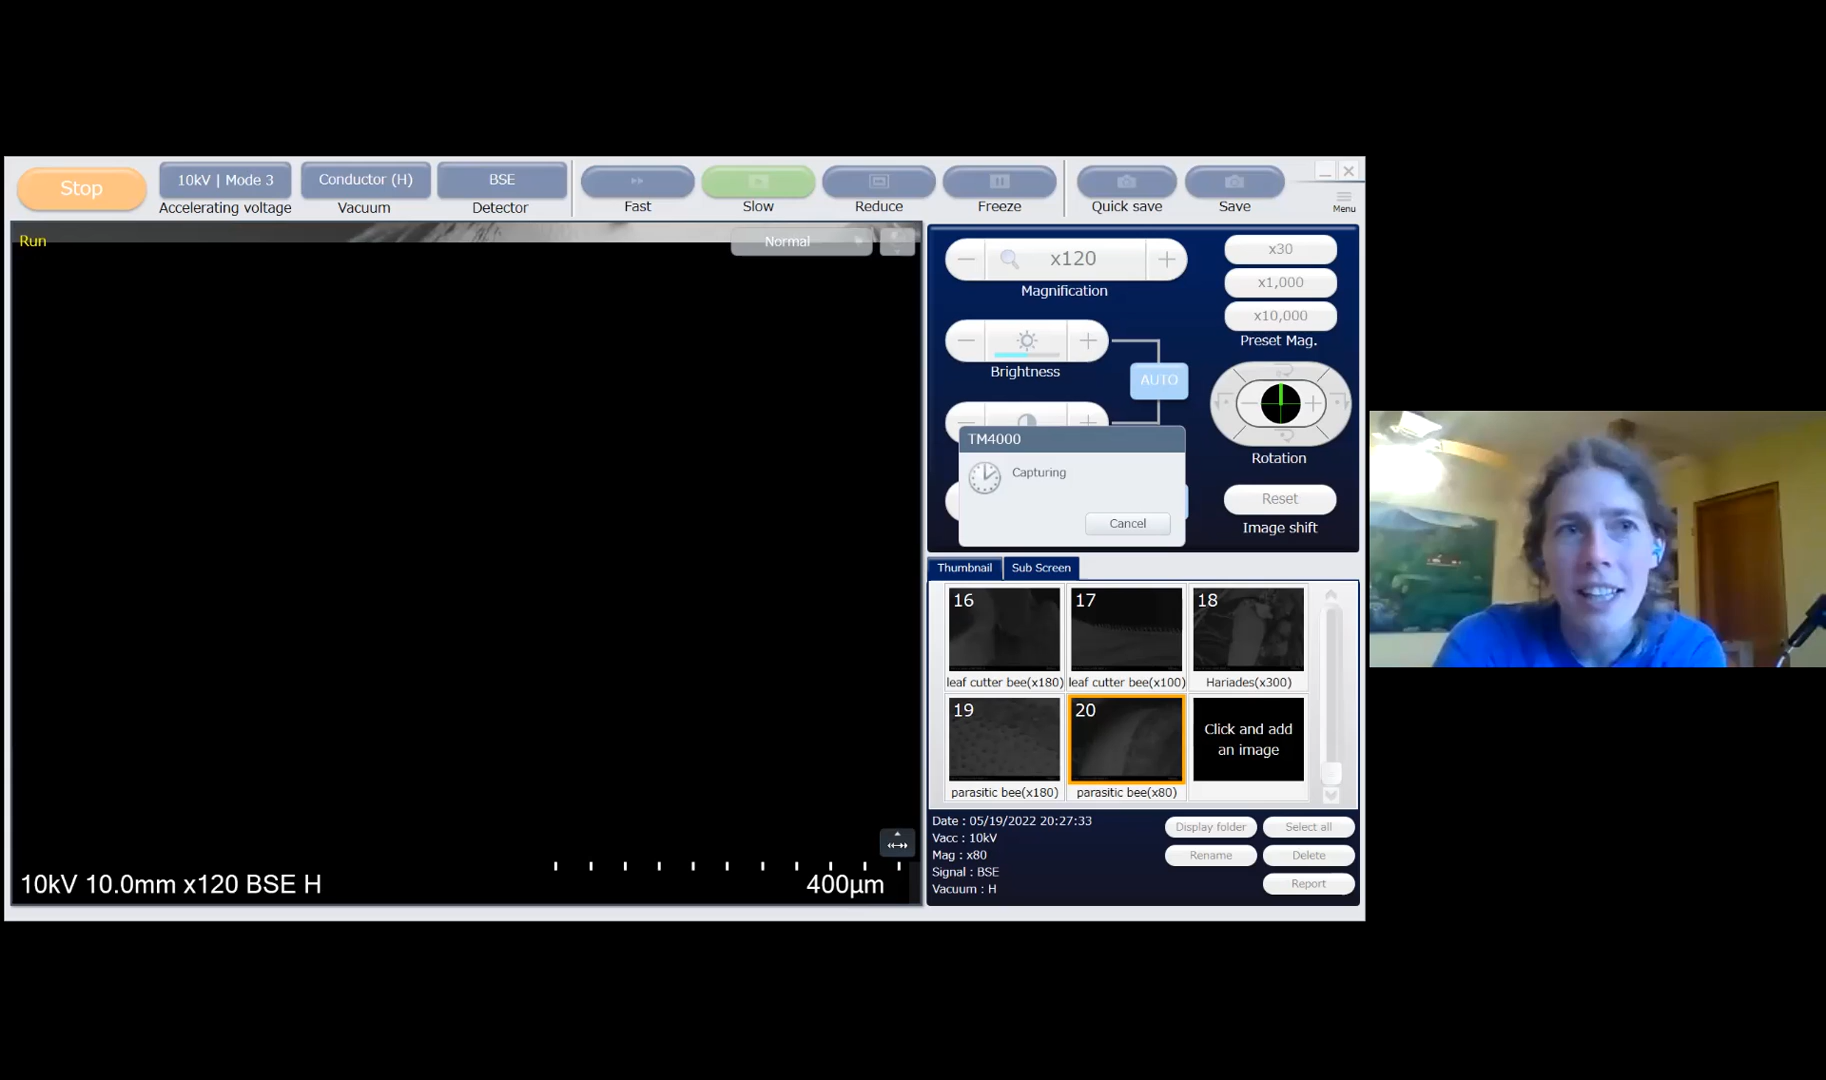 Stop
10kV | Mode 3
Accelerating voltage
Conductor (H)
Vacuum
BSE
Detector
Fast
Slow
Reduce
Freeze
Quick save
Save
Menu
Run
Normal
x120
Magnification
x30
x1,000
x10,000
Preset Mag.
Brightness
AUTO
Rotation
TM4000
Capturing
Cancel
Reset
Image shift
Thumbnail
Sub Screen
16
17
18
leaf cutter bee(x180)
leaf cutter bee(x100)
Hariades(x300)
19
20
Click and add
an image
parasitic bee(x180)
parasitic bee(x80)
Date : 05/19/2022 20:27:33
Vacc : 10kV
Mag : x80
Signal : BSE
Vacuum : H
Display folder
Select all
Rename
Delete
Report
10kV 10.0mm x120 BSE H
400μm